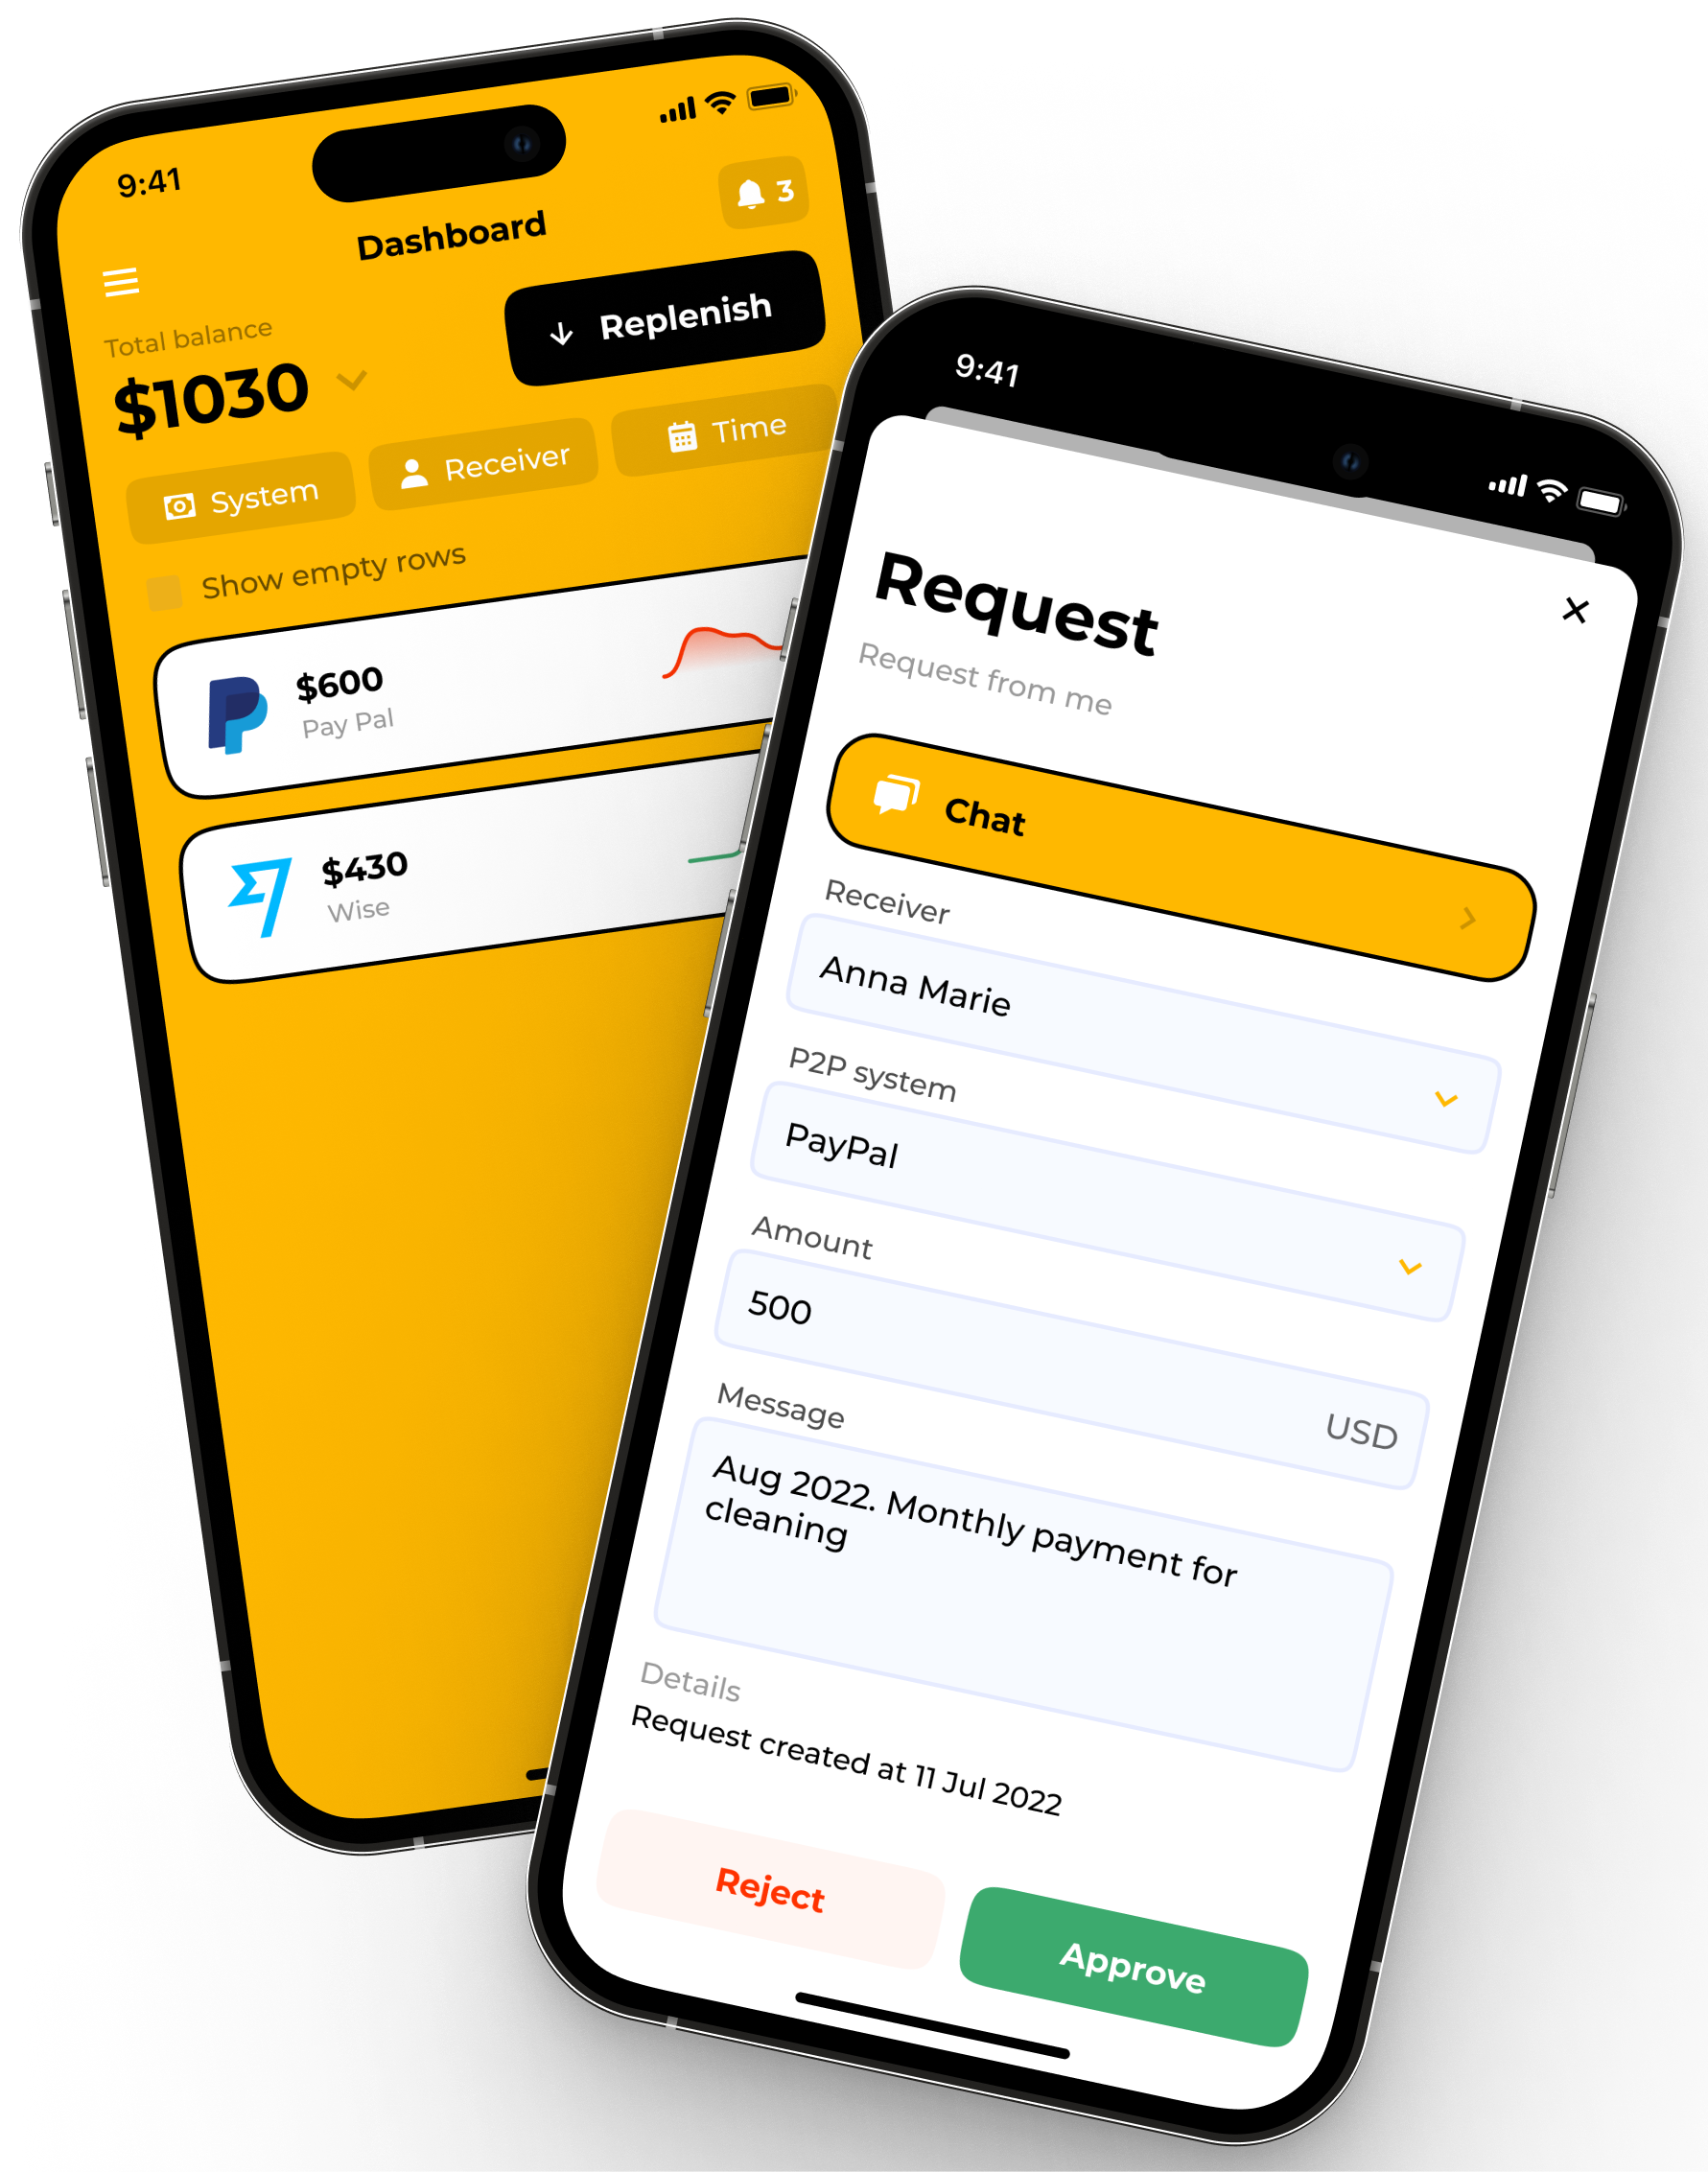 9:41
3
Dashboard
Replenish
Total balance
$1030
System
Receiver
Time
Show empty rows
$600
Pay Pal
$430
Wise
9:41
Request
Request from me
Chat
Receiver
Anna Marie
P2P system
PayPal
Amount
500
USD
Message
Aug 2022. Monthly payment for
cleaning
Details
Request created at 11 Jul 2022
Reject
Approve